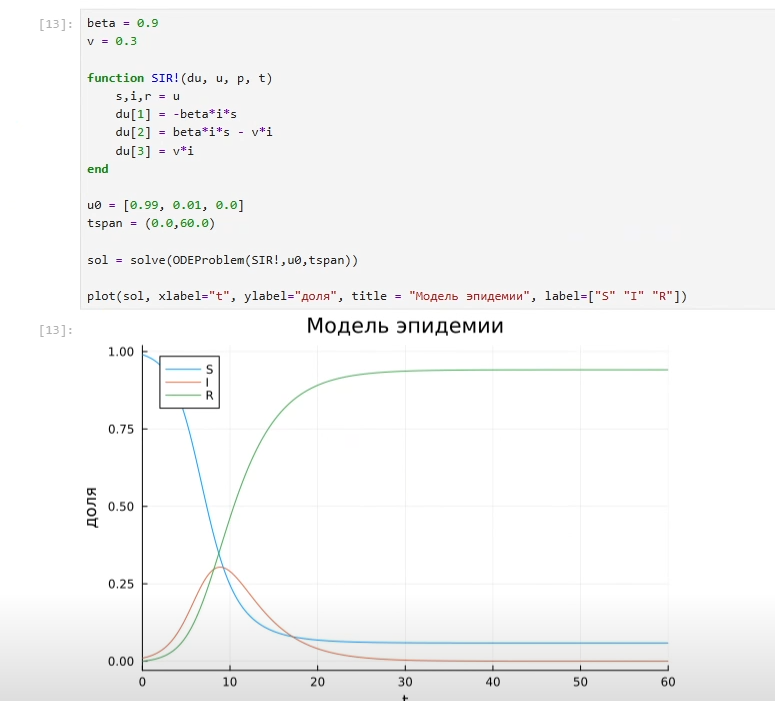 [13]:
beta = 0.9
v = 0.3
function SIR!(du, u, p, t)
    s,i,r = u
    du[1] = -beta*i*s
    du[2] = beta*i*s - v*i
    du[3] = v*i
end
u0 = [0.99, 0.01, 0.0]
tspan = (0.0,60.0)
sol = solve(ODEProblem(SIR!,u0,tspan))
plot(sol, xlabel="t", ylabel="доля", title = "Модель эпидемии", label=["S" "I" "R"])
[13]:
Модель эпидемии
1.00
0.75
0.50
0.25
0.00
доля
S
I
R
0 10 20 30 40 50 60
t